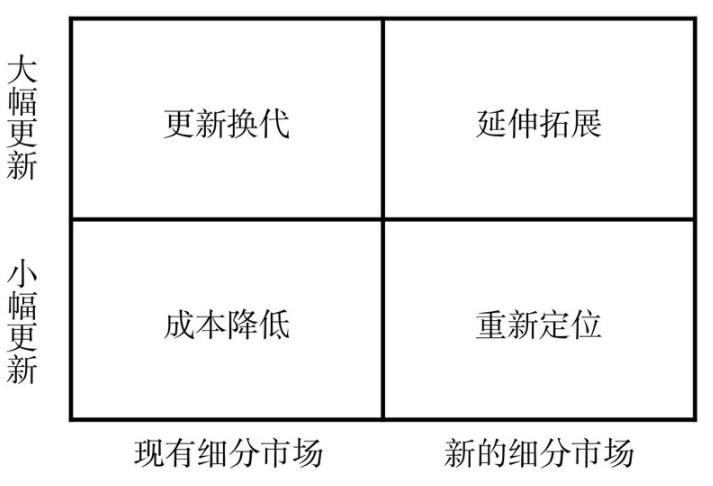 大幅更新
更新换代
延伸拓展
小幅更新
成本降低
重新定位
现有细分市场
新的细分市场